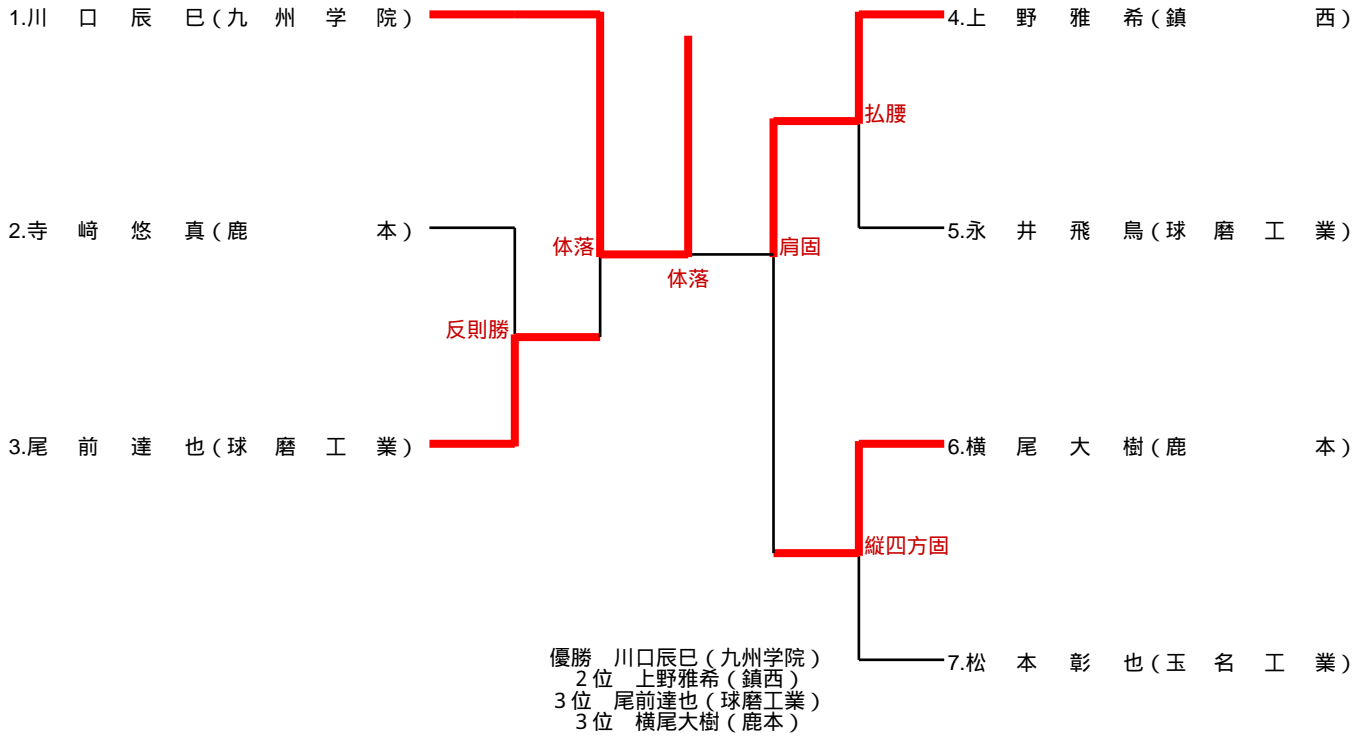 1.川口辰巳(九州学院)
4.上野雅希(鎮西)
払腰
2.寺﨑悠真(鹿本)
5.永井飛鳥(球磨工業)
体落
肩固
体落
反則勝
3.尾前達也(球磨工業)
6.横尾大樹(鹿本)
縦四方固
7.松本彰也(玉名工業)
優勝 川口辰巳(九州学院)
2位 上野雅希(鎮西)
3位 尾前達也(球磨工業)
3位 横尾大樹(鹿本)